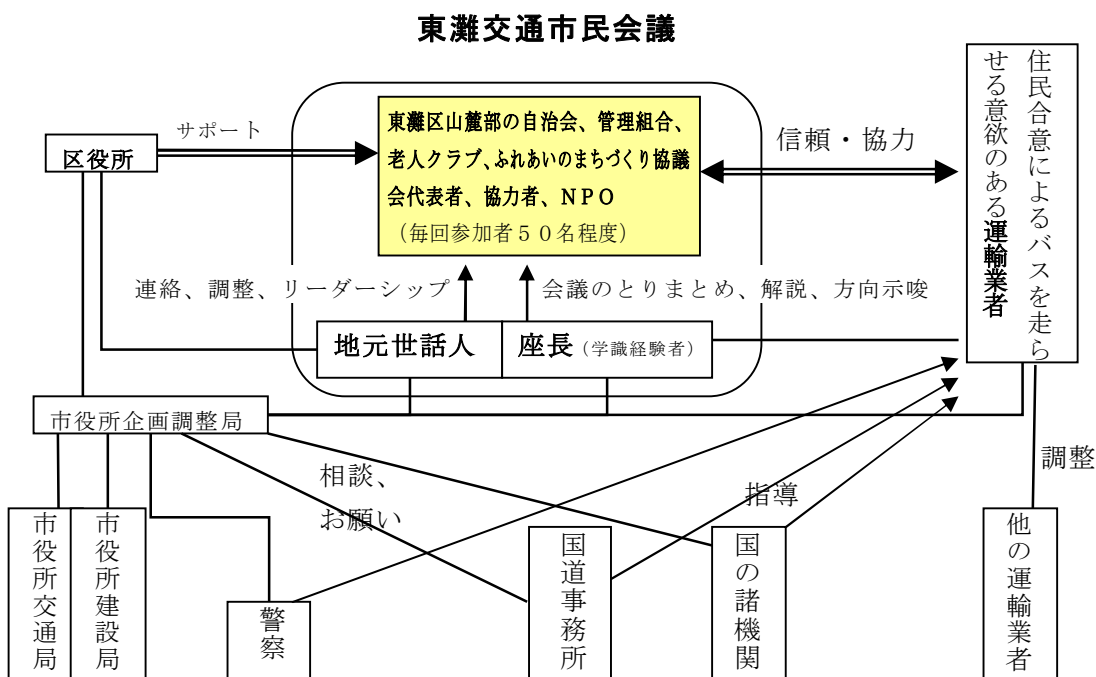 東灘交通市民会議
区役所
サポート
東灘区山麓部の自治会、管理組合、
老人クラブ、ふれあいのまちづくり協議
会代表者、協力者、NPO
(毎回参加者50名程度)
信頼・協力
住民合意によるバスを走ら
せる意欲のある運輸業者
連絡、調整、リーダーシップ
会議のとりまとめ、解説、方向示唆
地元世話人
座長(学識経験者)
市役所企画調整局
相談、
お願い
指導
調整
市役所交通局
市役所建設局
警察
国道事務所
国の諸機関
他の運輸業者